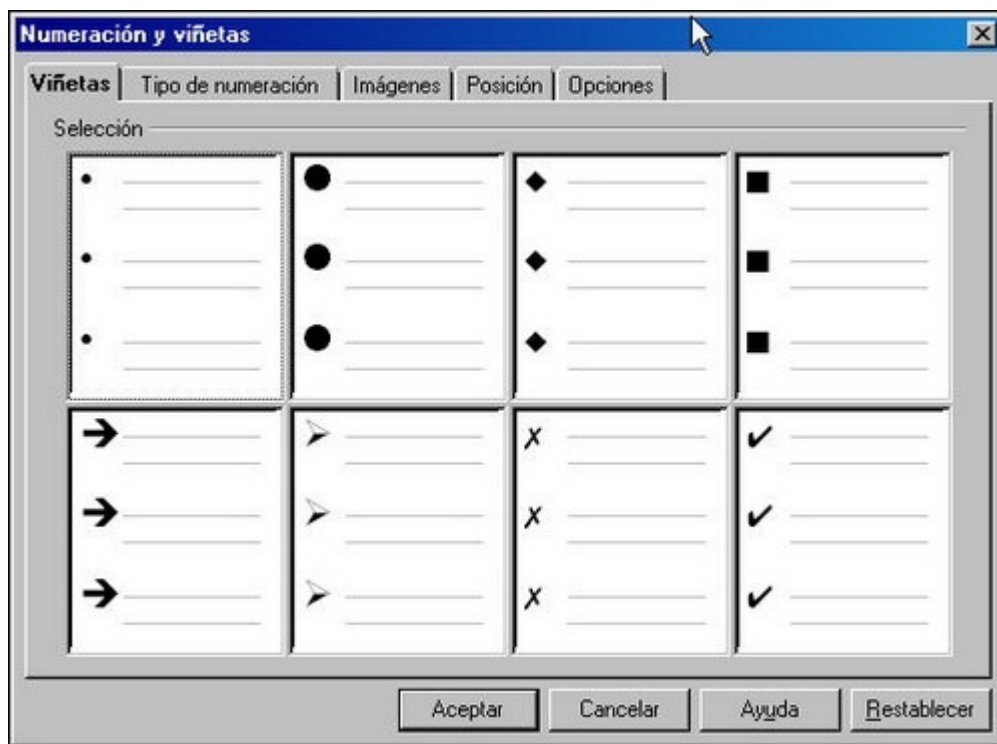 Numeración y viñetas
Viñetas Tipo de numeración Imágenes Posición Opciones
Selección
Aceptar Cancelar Ayuda Restablecer